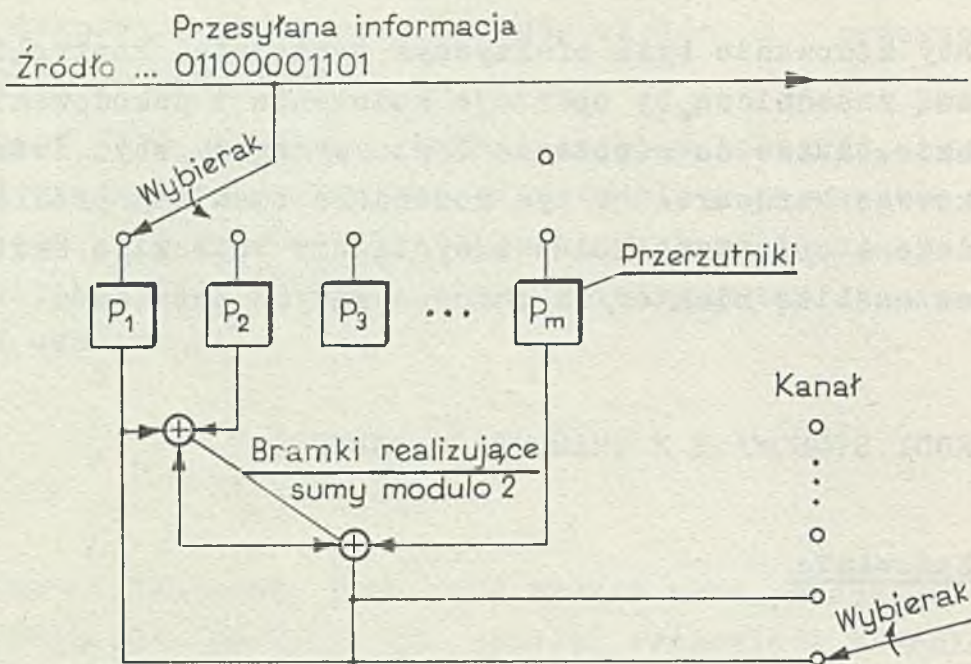 Przesyłana informacja
Źródło ... 01100001101
Wybierak
Przerzutniki
P1 P2 P3 ... Pm
Kanał
Bramki realizujące
sumy modulo 2
Wybierak